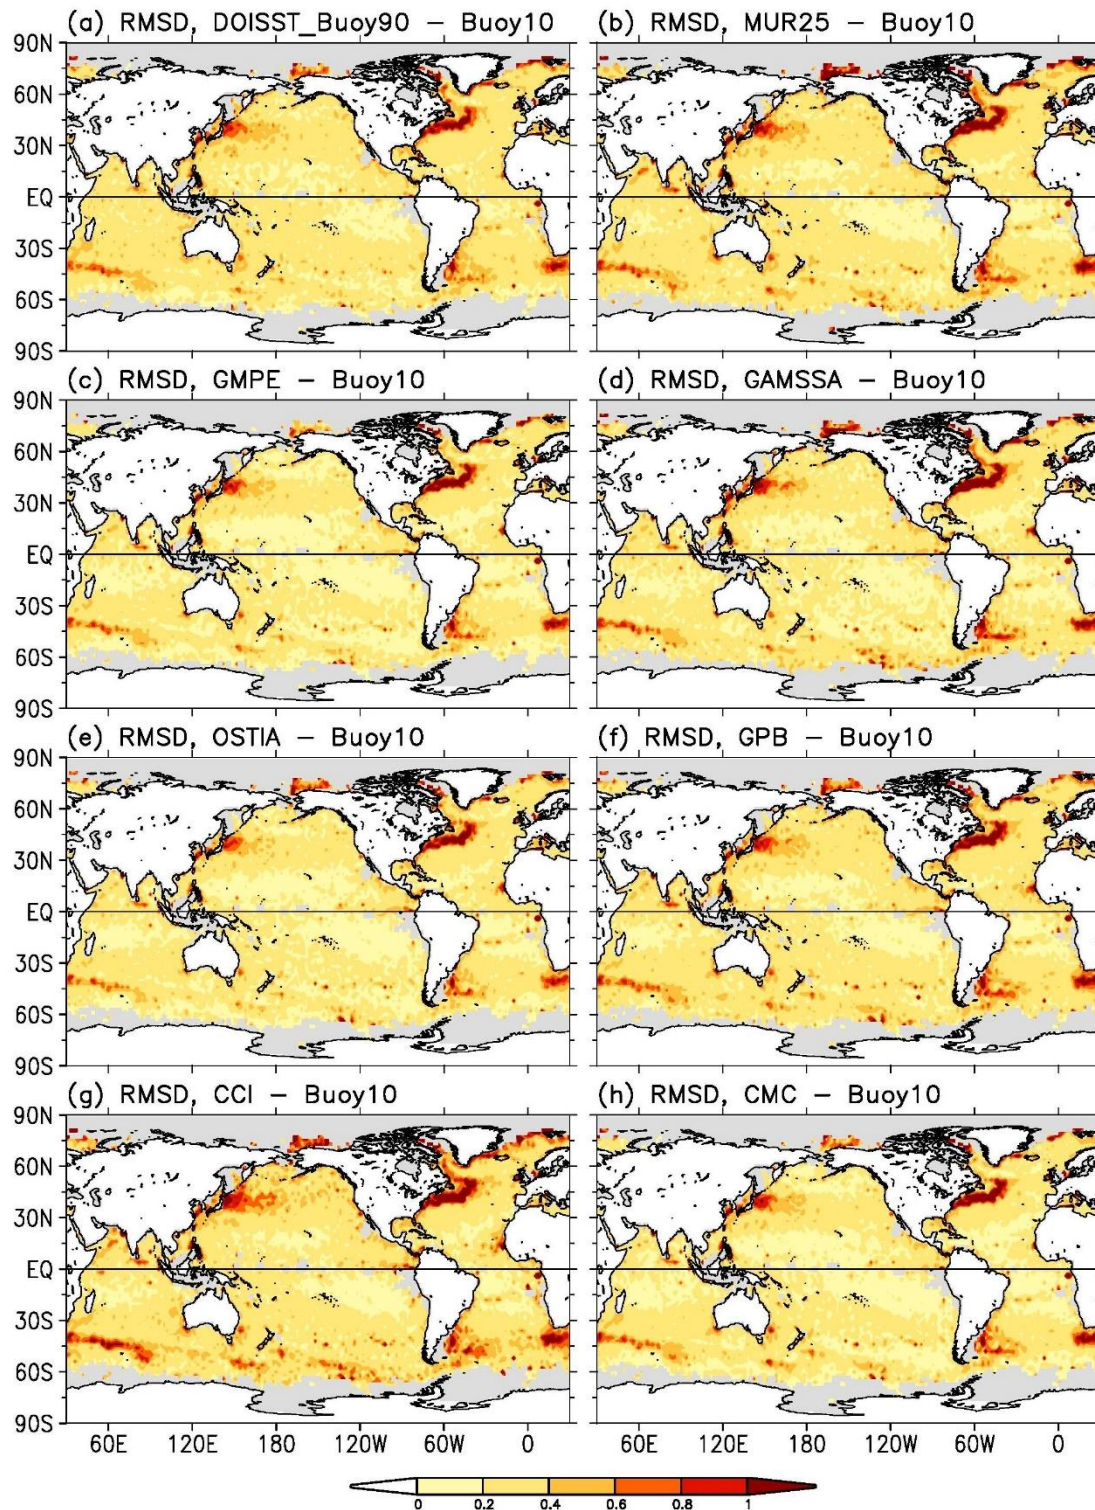 (a) RMSD, DOISST_Buoy90 – Buoy10
(b) RMSD, MUR25 – Buoy10
90N
60N
30N
EQ
30S
60S
90S
(c) RMSD, GMPE – Buoy10
(d) RMSD, GAMSSA – Buoy10
90N
60N
30N
EQ
30S
60S
90S
(e) RMSD, OSTIA – Buoy10
(f) RMSD, GPB – Buoy10
90N
60N
30N
EQ
30S
60S
90S
(g) RMSD, CCI – Buoy10
(h) RMSD, CMC – Buoy10
90N
60N
30N
EQ
30S
60S
90S
60E 120E 180 120W 60W 0 60E 120E 180 120W 60W 0
0 0.2 0.4 0.6 0.8 1